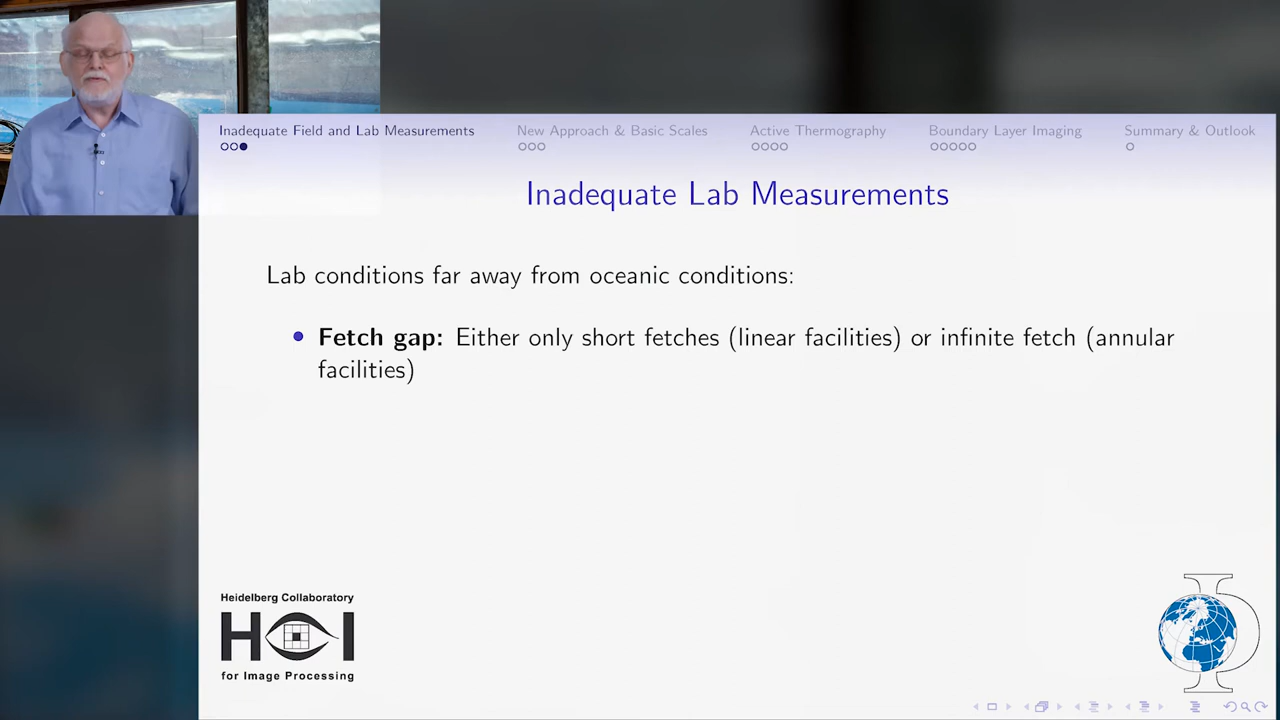 Inadequate Field and Lab Measurements
New Approach & Basic Scales
Active Thermography
Boundary Layer Imaging
Summary & Outlook
Inadequate Lab Measurements
Lab conditions far away from oceanic conditions:
• Fetch gap: Either only short fetches (linear facilities) or infinite fetch (annular
facilities)
Heidelberg Collaboratory
HCI
for Image Processing